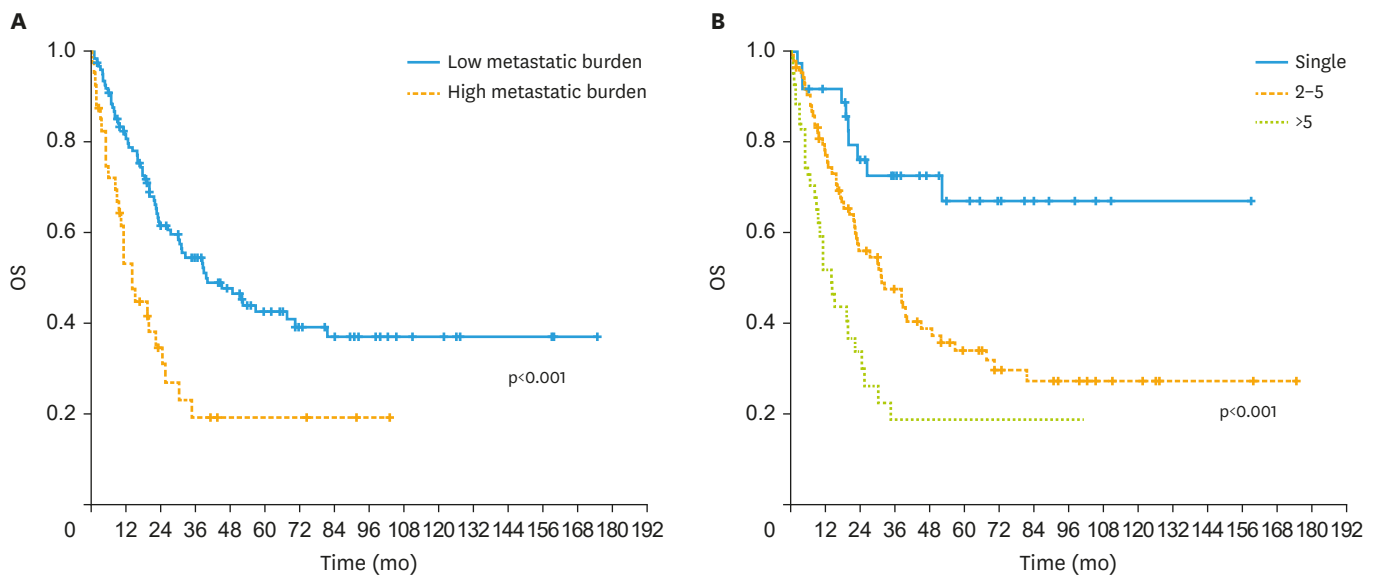 A
1.0
0.8
0.6
0.4
0.2
OS
Low metastatic burden
High metastatic burden
p<0.001
0 12 24 36 48 60 72 84 96 108 120 132 144 156 168 180 192
Time (mo)
B
1.0
0.8
0.6
0.4
0.2
OS
Single
2–5
>5
p<0.001
0 12 24 36 48 60 72 84 96 108 120 132 144 156 168 180 192
Time (mo)